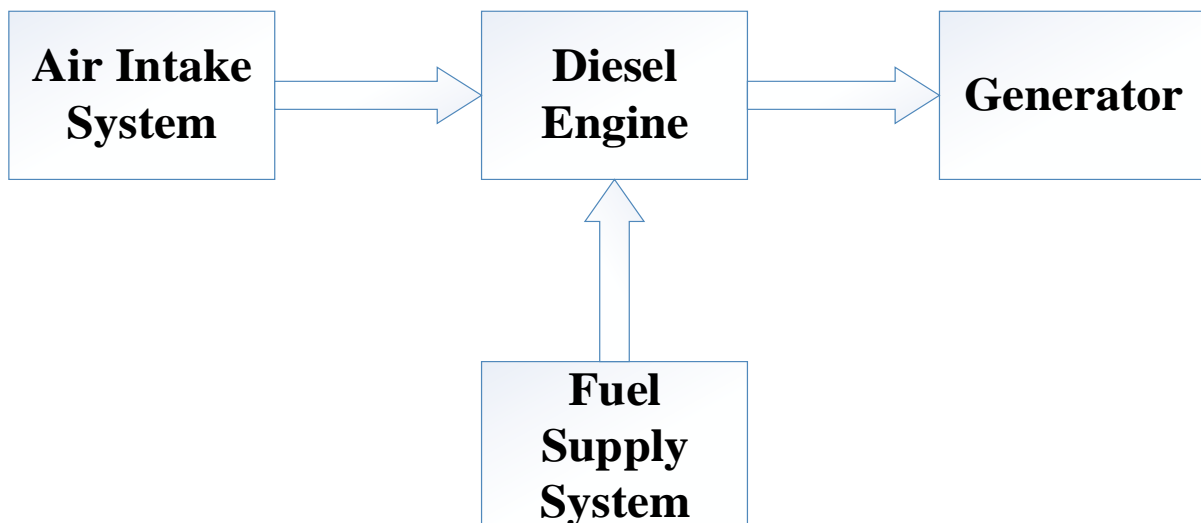 Air Intake
System
Diesel
Engine
Generator
Fuel
Supply
System